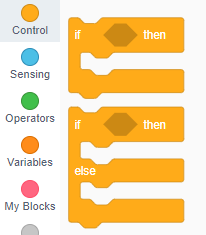 Control
Sensing
Operators
Variables
My Blocks
if then
if then
else